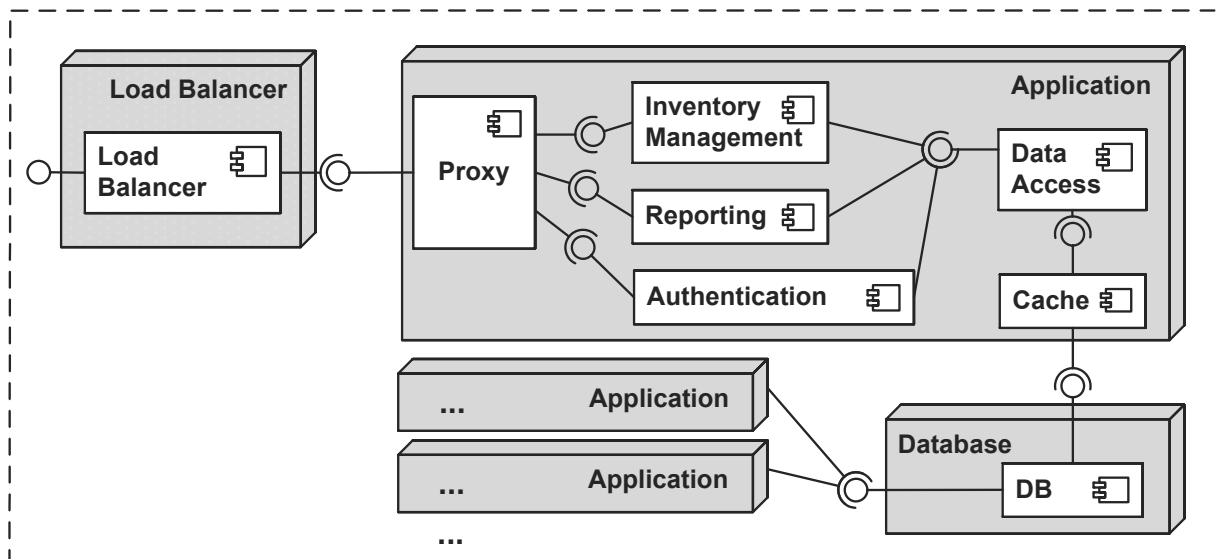 Load Balancer
Load
Balancer
Application
Proxy
Inventory
Management
Reporting
Authentication
Data
Access
Cache
... Application
... Application
...
Database
DB